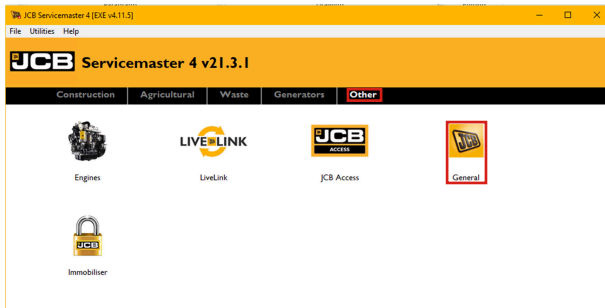 JCB Servicemaster 4 [EXE v4.11.5]
File Utilities Help
JCB Servicemaster 4 v21.3.1
Construction Agricultural Waste Generators Other
LIVELINK
JCB
ACCESS
JCB
Engines LiveLink JCB Access General
JCB
Immobiliser